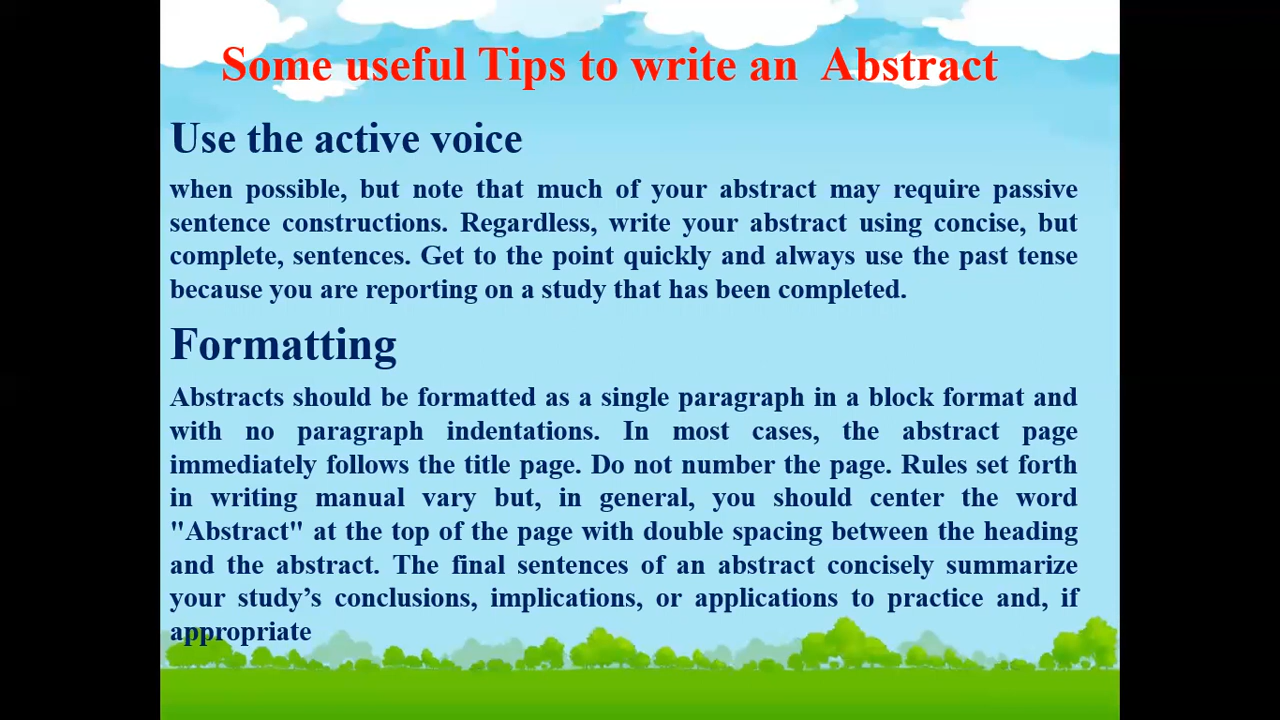 Some useful Tips to write an Abstract
Use the active voice
when possible, but note that much of your abstract may require passive
sentence constructions. Regardless, write your abstract using concise, but
complete, sentences. Get to the point quickly and always use the past tense
because you are reporting on a study that has been completed.
Formatting
Abstracts should be formatted as a single paragraph in a block format and
with no paragraph indentations. In most cases, the abstract page
immediately follows the title page. Do not number the page. Rules set forth
in writing manual vary but, in general, you should center the word
"Abstract" at the top of the page with double spacing between the heading
and the abstract. The final sentences of an abstract concisely summarize
your study’s conclusions, implications, or applications to practice and, if
appropriate